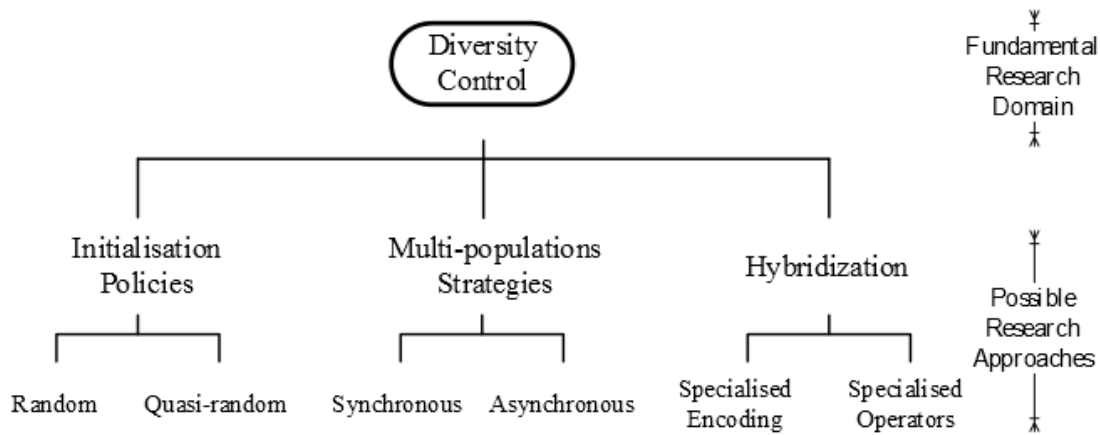 Diversity
Control
Fundamental
Research
Domain
Initialisation
Policies
Multi-populations
Strategies
Hybridization
Possible
Research
Approaches
Random
Quasi-random
Synchronous
Asynchronous
Specialised
Encoding
Specialised
Operators